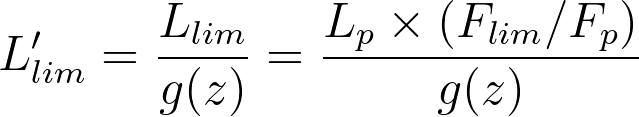 L'_{lim} = \frac{L_{lim}}{g(z)} = \frac{L_p \times (F_{lim}/F_p)}{g(z)}